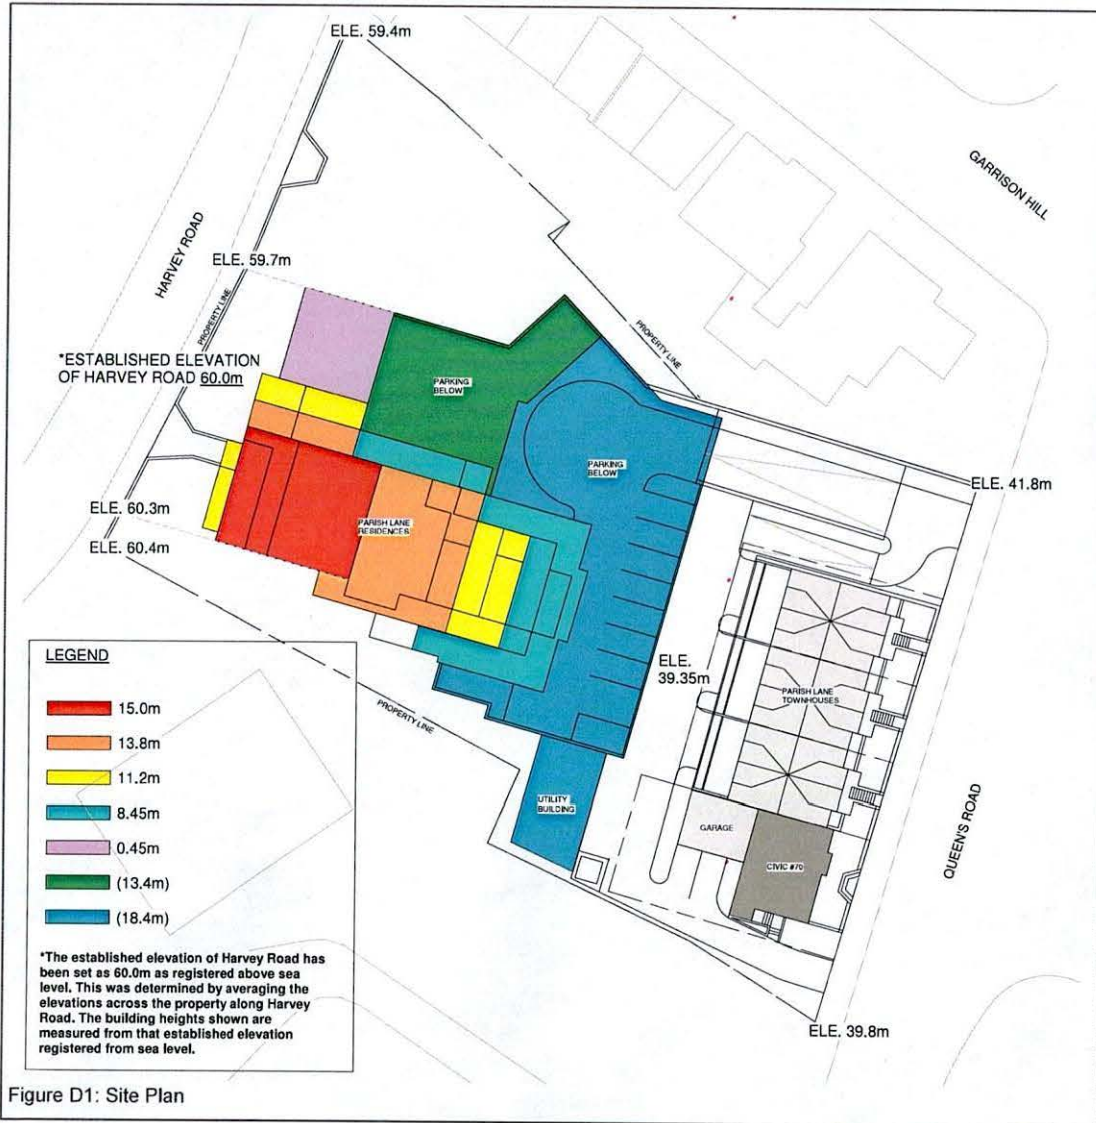 ELE. 59.4m
GARRISON HILL
HARVEY ROAD
ELE. 59.7m
PROPERTY LINE
PROPERTY LINE
*ESTABLISHED ELEVATION
OF HARVEY ROAD 60.0m
PARKING
BELOW
PARKING
BELOW
ELE. 41.8m
ELE. 60.3m
PARISH LANE
RESIDENCES
ELE. 60.4m
ELE.
39.35m
PARISH LANE
TOWNHOUSES
PROPERTY LINE
UTILITY
BUILDING
GARAGE
CIVIC #70
QUEEN'S ROAD
ELE. 39.8m
LEGEND
15.0m
13.8m
11.2m
8.45m
0.45m
(13.4m)
(18.4m)
*The established elevation of Harvey Road has
been set as 60.0m as registered above sea
level. This was determined by averaging the
elevations across the property along Harvey
Road. The building heights shown are
measured from that established elevation
registered from sea level.
Figure D1: Site Plan